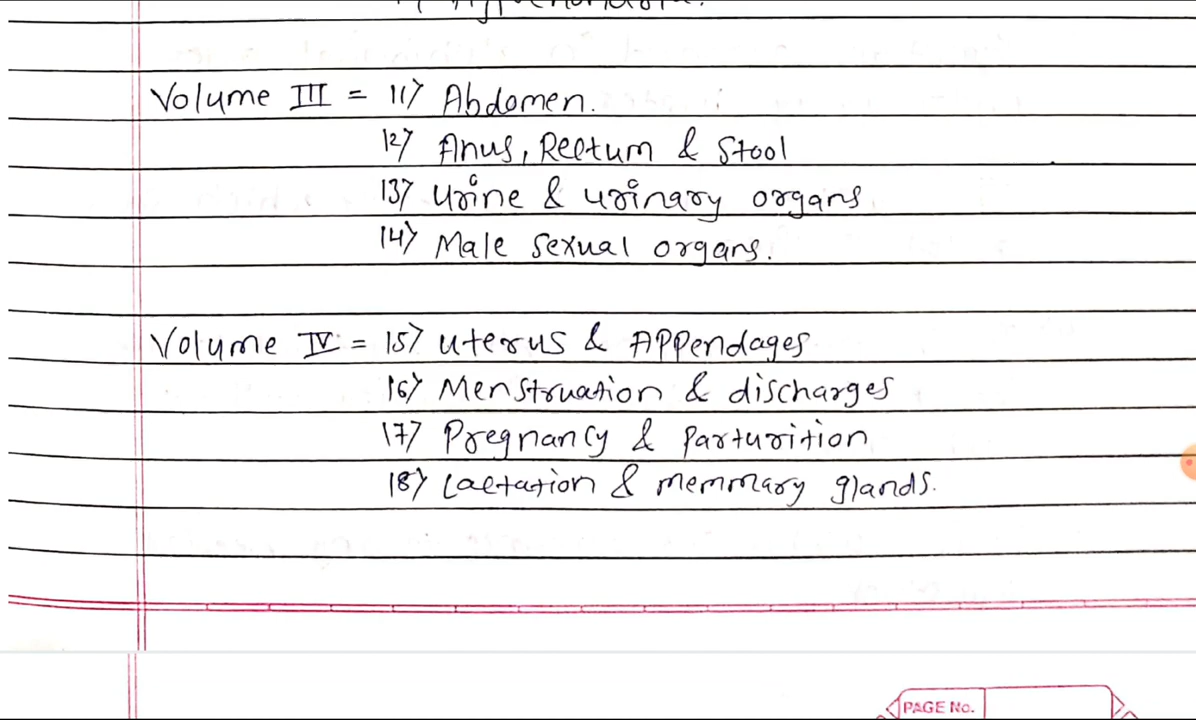 Volume III = 11> Abdomen.
12> Anus, Rectum & Stool
13> Urine & urinary organs
14> Male sexual organs.
Volume IV = 15> Uterus & Appendages
16> Menstruation & discharges
17> Pregnancy & Parturition
18> Lactation & memmary glands.
PAGE No.